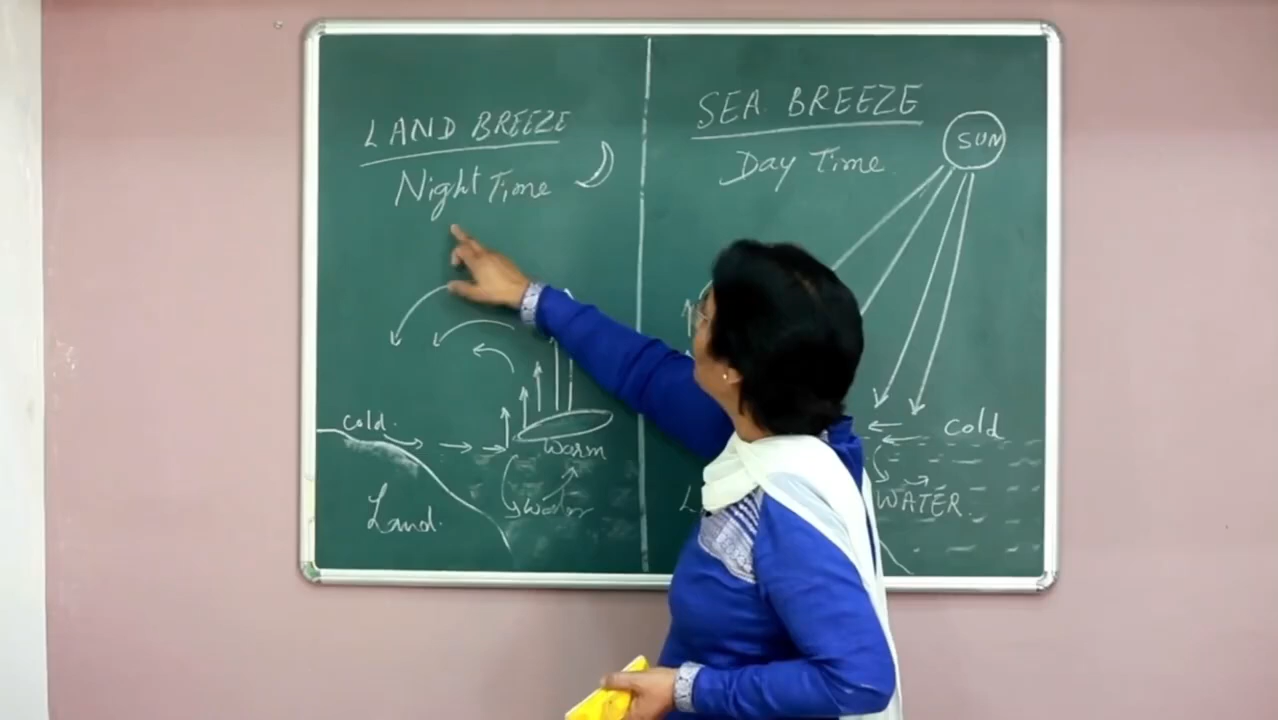 LAND BREEZE
Night Time
cold.
warm
Water
Land.
SEA BREEZE
Day Time
SUN
cold
WATER.